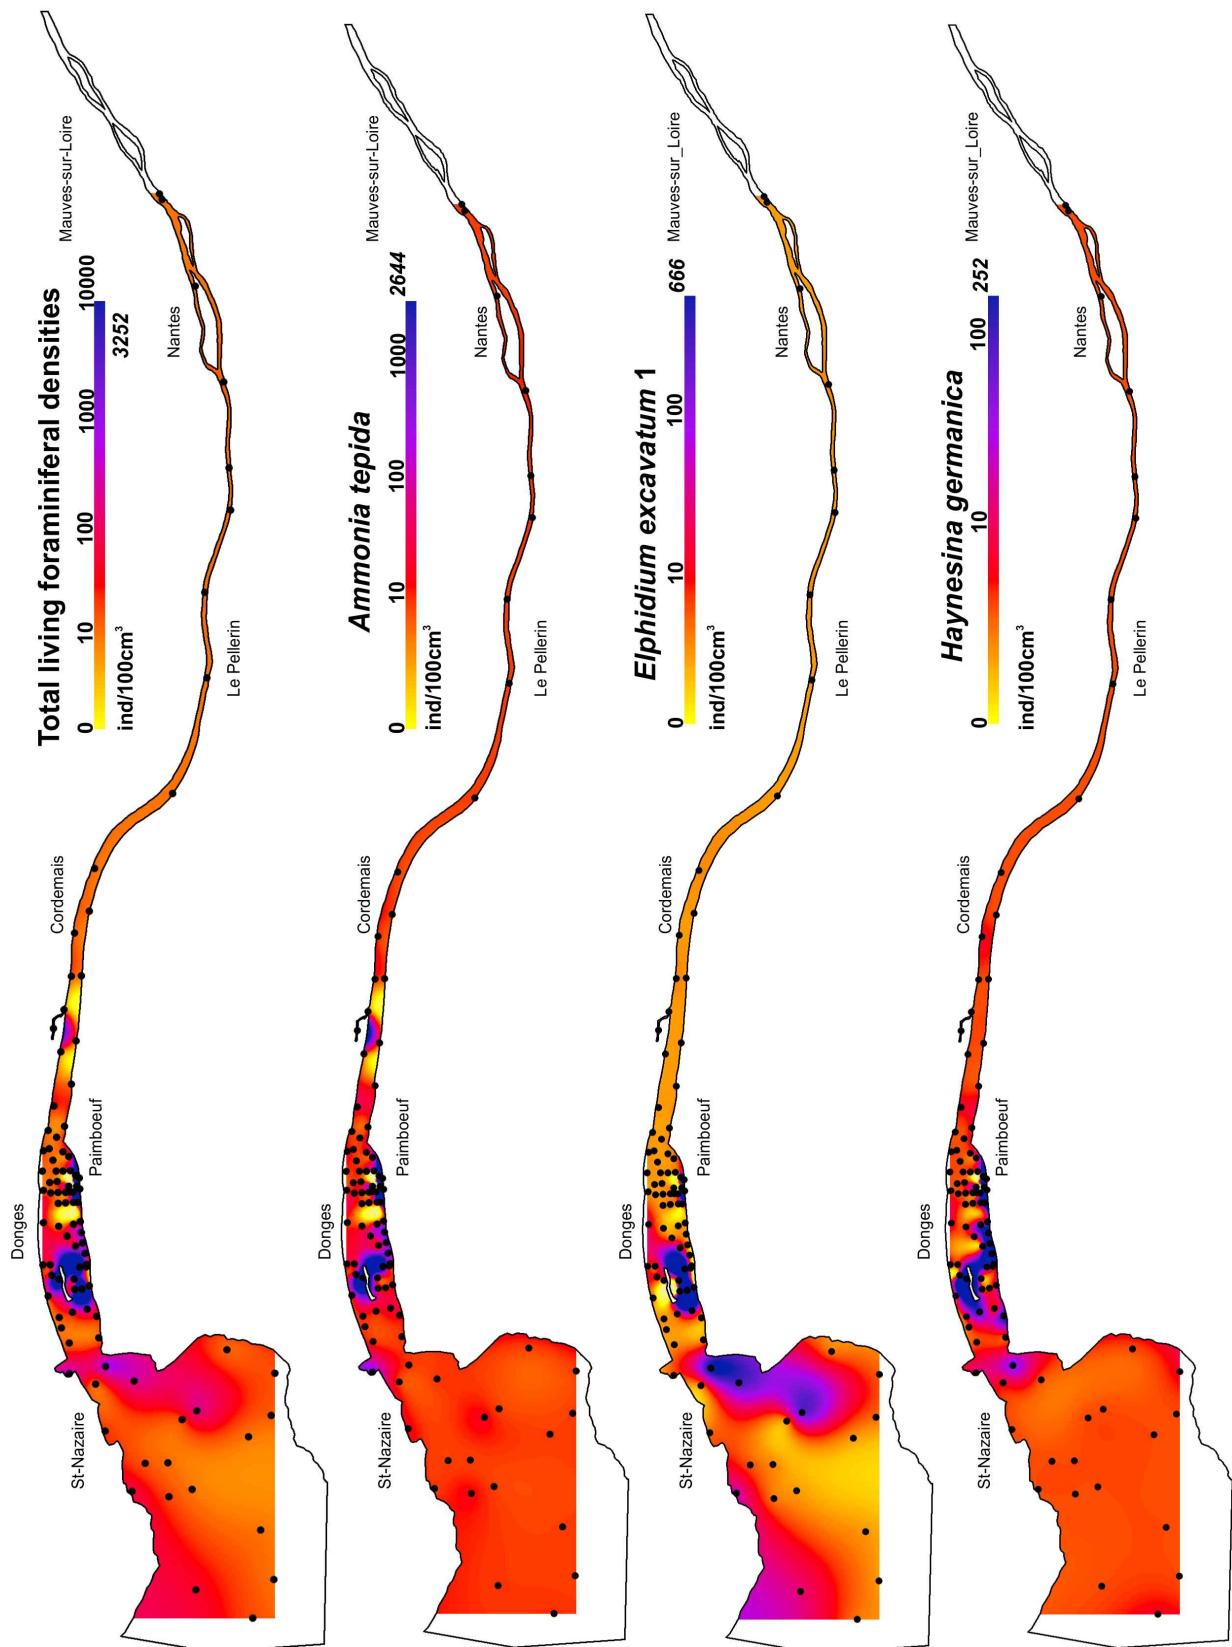 Total living foraminiferal densities
0 10 100 1000 10000
ind/100cm³ 3252
Mauves-sur-Loire
Nantes
Le Pellerin
Cordemais
Paimboeuf
Donges
St-Nazaire
Ammonia tepida
0 10 100 1000 2644
ind/100cm³
Mauves-sur-Loire
Nantes
Le Pellerin
Cordemais
Paimboeuf
Donges
St-Nazaire
Elphidium excavatum 1
0 10 100 666
ind/100cm³
Mauves-sur_Loire
Nantes
Le Pellerin
Cordemais
Paimboeuf
Donges
St-Nazaire
Haynesina germanica
0 10 100 252
ind/100cm³
Mauves-sur_Loire
Nantes
Le Pellerin
Cordemais
Paimboeuf
Donges
St-Nazaire